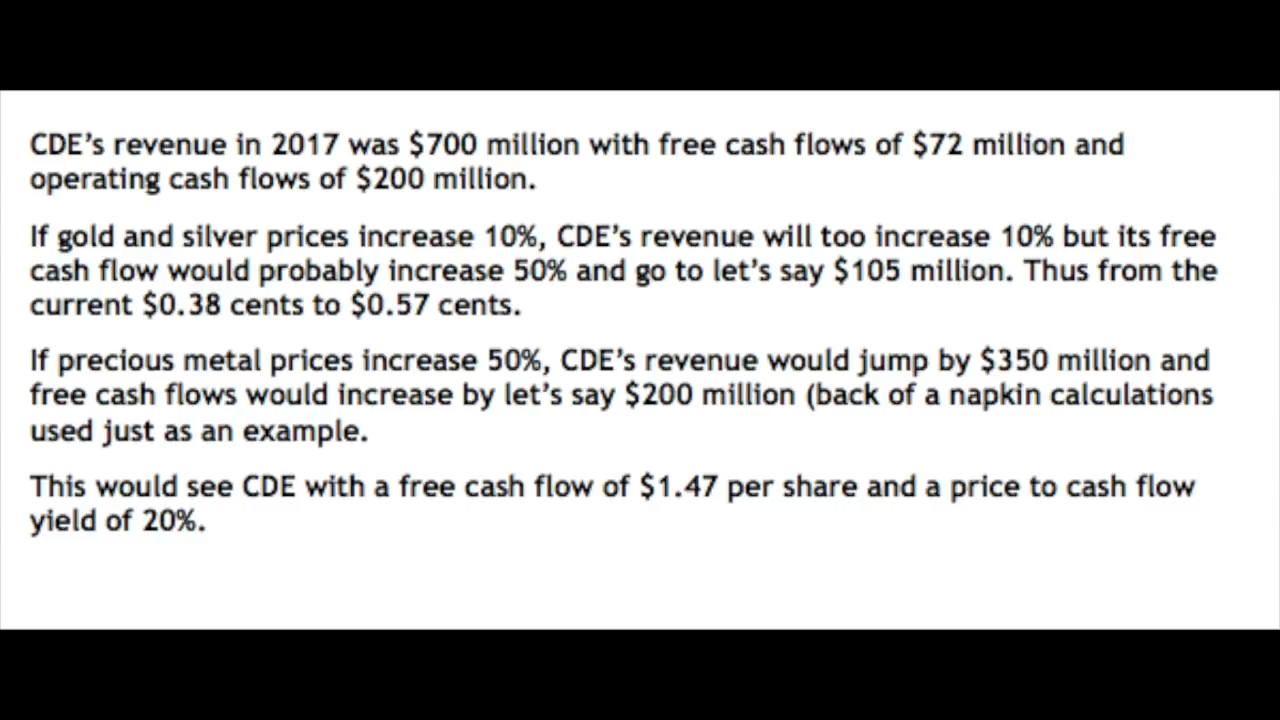 CDE's revenue in 2017 was $700 million with free cash flows of $72 million and
operating cash flows of $200 million.
If gold and silver prices increase 10%, CDE's revenue will too increase 10% but its free
cash flow would probably increase 50% and go to let's say $105 million. Thus from the
current $0.38 cents to $0.57 cents.
If precious metal prices increase 50%, CDE's revenue would jump by $350 million and
free cash flows would increase by let's say $200 million (back of a napkin calculations
used just as an example.
This would see CDE with a free cash flow of $1.47 per share and a price to cash flow
yield of 20%.